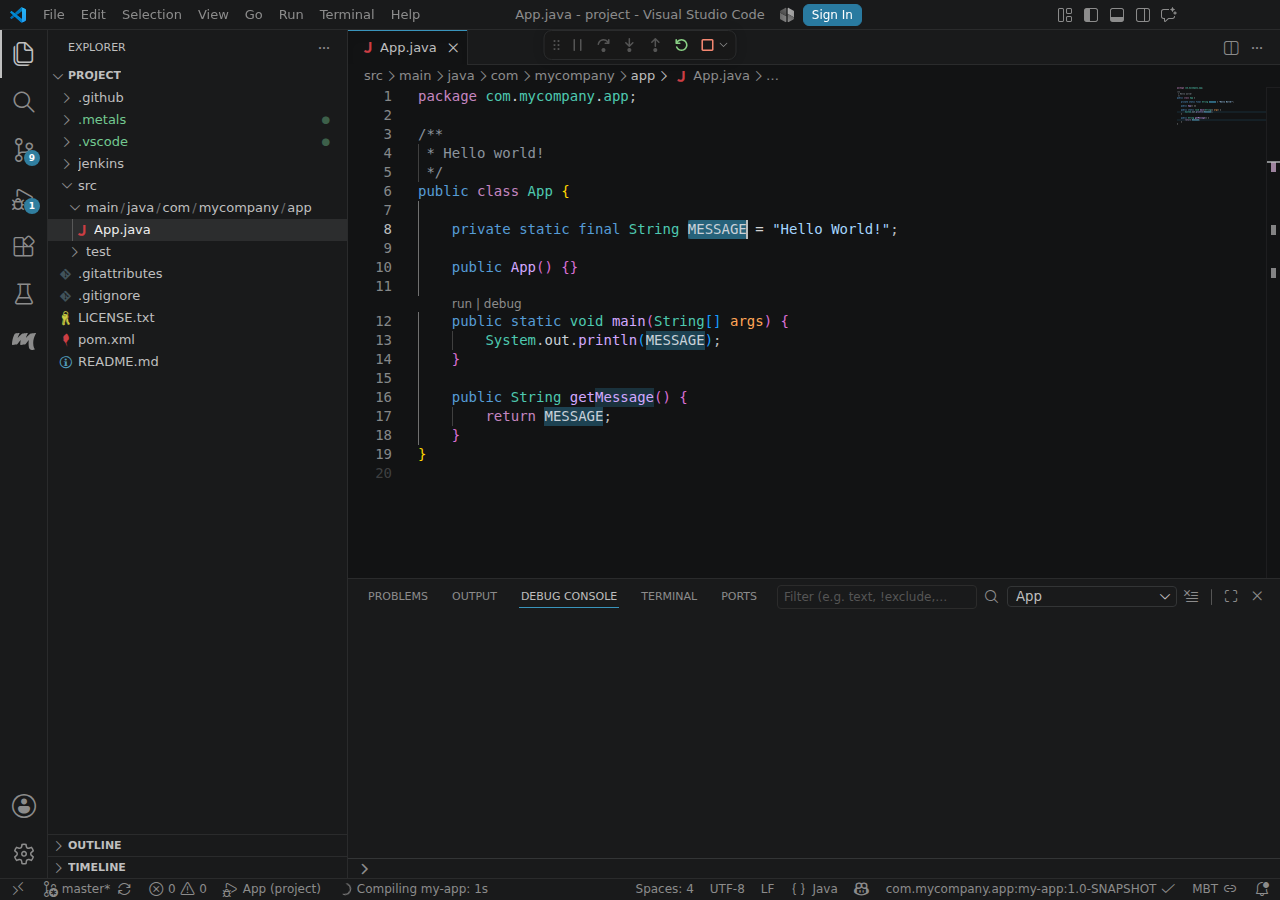 File Edit Selection View Go Run Terminal Help App.java - project - Visual Studio Code Sign In
EXPLORER
PROJECT
.github
.metals
.vscode
jenkins
src
main / java / com / mycompany / app
App.java
test
.gitattributes
.gitignore
LICENSE.txt
pom.xml
README.md
OUTLINE
TIMELINE
9
1
App.java
src main java com mycompany app App.java ...
1 package com.mycompany.app;
2
3 /**
4 * Hello world!
5 */
6 public class App {
7
8 private static final String MESSAGE = "Hello World!";
9
10 public App() {}
11
run | debug
12 public static void main(String[] args) {
13 System.out.println(MESSAGE);
14 }
15
16 public String getMessage() {
17 return MESSAGE;
18 }
19 }
20
PROBLEMS OUTPUT DEBUG CONSOLE TERMINAL PORTS Filter (e.g. text, !exclude,... App
master* 0 0 App (project) Compiling my-app: 1s Spaces: 4 UTF-8 LF { } Java com.mycompany.app:my-app:1.0-SNAPSHOT MBT